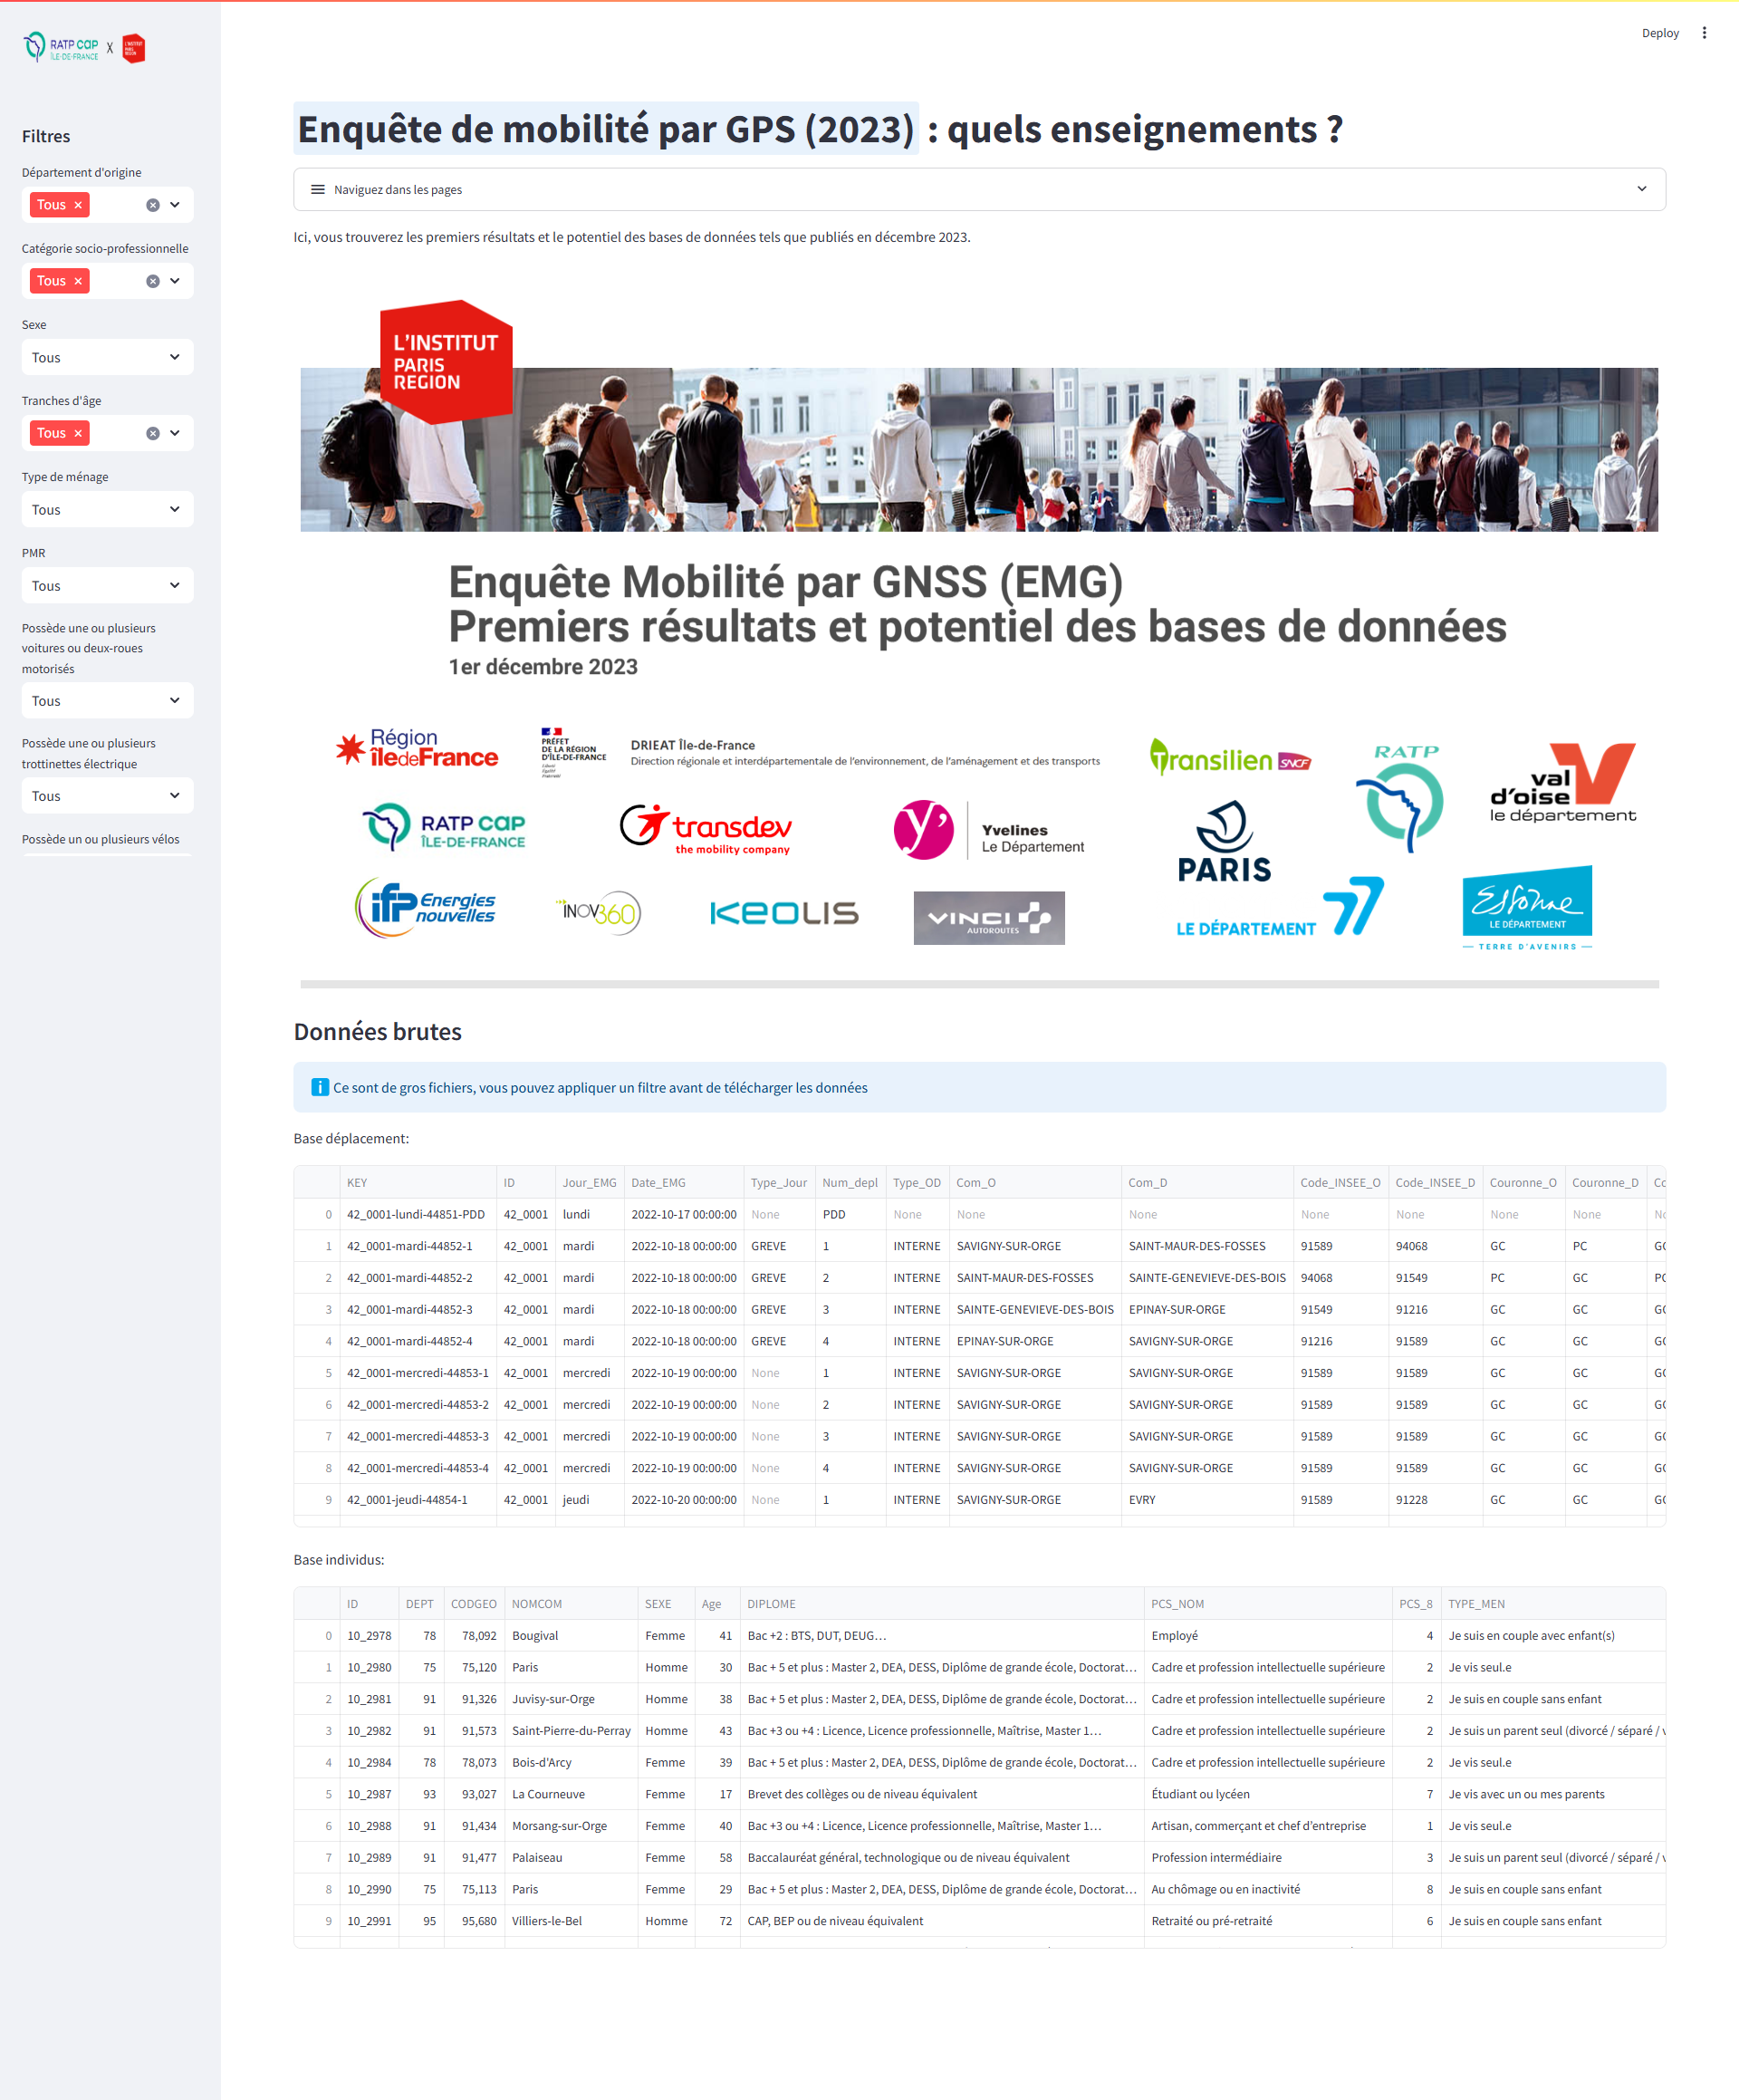 RATP CAP
ÎLE-DE-FRANCE
X
L'INSTITUT
PARIS
REGION
Deploy
Filtres
Département d'origine
Tous
Catégorie socio-professionnelle
Tous
Sexe
Tous
Tranches d'âge
Tous
Type de ménage
Tous
PMR
Tous
Possède une ou plusieurs
voitures ou deux-roues
motorisés
Tous
Possède une ou plusieurs
trottinettes électrique
Tous
Possède un ou plusieurs vélos
Enquête de mobilité par GPS (2023) : quels enseignements ?
Naviguez dans les pages
Ici, vous trouverez les premiers résultats et le potentiel des bases de données tels que publiés en décembre 2023.
L'INSTITUT
PARIS
REGION
Enquête Mobilité par GNSS (EMG)
Premiers résultats et potentiel des bases de données
1er décembre 2023
Région
îledeFrance
PRÉFET
DE LA RÉGION
D'ÎLE-DE-FRANCE
Liberté
Égalité
Fraternité
DRIEAT Île-de-France
Direction régionale et interdépartementale de l'environnement, de l'aménagement et des transports
Transilien SNCF
RATP
val
d'oise
le département
RATP CAP
ÎLE-DE-FRANCE
transdev
the mobility company
y'
Yvelines
Le Département
PARIS
ifp Energies
nouvelles
INOV360
KEOLIS
VINCI
AUTOROUTES
LE DÉPARTEMENT 77
Essonne
LE DÉPARTEMENT
TERRE D'AVENIRS
Données brutes
i Ce sont de gros fichiers, vous pouvez appliquer un filtre avant de télécharger les données
Base déplacement:
KEY ID Jour_EMG Date_EMG Type_Jour Num_depl Type_OD Com_O Com_D Code_INSEE_O Code_INSEE_D Couronne_O Couronne_D Co
0 42_0001-lundi-44851-PDD 42_0001 lundi 2022-10-17 00:00:00 None PDD None None None None None None None No
1 42_0001-mardi-44852-1 42_0001 mardi 2022-10-18 00:00:00 GREVE 1 INTERNE SAVIGNY-SUR-ORGE SAINT-MAUR-DES-FOSSES 91589 94068 GC PC GC
2 42_0001-mardi-44852-2 42_0001 mardi 2022-10-18 00:00:00 GREVE 2 INTERNE SAINT-MAUR-DES-FOSSES SAINTE-GENEVIEVE-DES-BOIS 94068 91549 PC GC PC
3 42_0001-mardi-44852-3 42_0001 mardi 2022-10-18 00:00:00 GREVE 3 INTERNE SAINTE-GENEVIEVE-DES-BOIS EPINAY-SUR-ORGE 91549 91216 GC GC GC
4 42_0001-mardi-44852-4 42_0001 mardi 2022-10-18 00:00:00 GREVE 4 INTERNE EPINAY-SUR-ORGE SAVIGNY-SUR-ORGE 91216 91589 GC GC GC
5 42_0001-mercredi-44853-1 42_0001 mercredi 2022-10-19 00:00:00 None 1 INTERNE SAVIGNY-SUR-ORGE SAVIGNY-SUR-ORGE 91589 91589 GC GC GC
6 42_0001-mercredi-44853-2 42_0001 mercredi 2022-10-19 00:00:00 None 2 INTERNE SAVIGNY-SUR-ORGE SAVIGNY-SUR-ORGE 91589 91589 GC GC GC
7 42_0001-mercredi-44853-3 42_0001 mercredi 2022-10-19 00:00:00 None 3 INTERNE SAVIGNY-SUR-ORGE SAVIGNY-SUR-ORGE 91589 91589 GC GC GC
8 42_0001-mercredi-44853-4 42_0001 mercredi 2022-10-19 00:00:00 None 4 INTERNE SAVIGNY-SUR-ORGE SAVIGNY-SUR-ORGE 91589 91589 GC GC GC
9 42_0001-jeudi-44854-1 42_0001 jeudi 2022-10-20 00:00:00 None 1 INTERNE SAVIGNY-SUR-ORGE EVRY 91589 91228 GC GC GC
Base individus:
ID DEPT CODGEO NOMCOM SEXE Age DIPLOME PCS_NOM PCS_8 TYPE_MEN
0 10_2978 78 78,092 Bougival Femme 41 Bac +2 : BTS, DUT, DEUG… Employé 4 Je suis en couple avec enfant(s)
1 10_2980 75 75,120 Paris Homme 30 Bac + 5 et plus : Master 2, DEA, DESS, Diplôme de grande école, Doctorat… Cadre et profession intellectuelle supérieure 2 Je vis seul.e
2 10_2981 91 91,326 Juvisy-sur-Orge Homme 38 Bac + 5 et plus : Master 2, DEA, DESS, Diplôme de grande école, Doctorat… Cadre et profession intellectuelle supérieure 2 Je suis en couple sans enfant
3 10_2982 91 91,573 Saint-Pierre-du-Perray Homme 43 Bac +3 ou +4 : Licence, Licence professionnelle, Maîtrise, Master 1… Cadre et profession intellectuelle supérieure 2 Je suis un parent seul (divorcé / séparé / v
4 10_2984 78 78,073 Bois-d'Arcy Femme 39 Bac + 5 et plus : Master 2, DEA, DESS, Diplôme de grande école, Doctorat… Cadre et profession intellectuelle supérieure 2 Je vis seul.e
5 10_2987 93 93,027 La Courneuve Femme 17 Brevet des collèges ou de niveau équivalent Étudiant ou lycéen 7 Je vis avec un ou mes parents
6 10_2988 91 91,434 Morsang-sur-Orge Femme 40 Bac +3 ou +4 : Licence, Licence professionnelle, Maîtrise, Master 1… Artisan, commerçant et chef d'entreprise 1 Je vis seul.e
7 10_2989 91 91,477 Palaiseau Femme 58 Baccalauréat général, technologique ou de niveau équivalent Profession intermédiaire 3 Je suis un parent seul (divorcé / séparé / v
8 10_2990 75 75,113 Paris Femme 29 Bac + 5 et plus : Master 2, DEA, DESS, Diplôme de grande école, Doctorat… Au chômage ou en inactivité 8 Je suis en couple sans enfant
9 10_2991 95 95,680 Villiers-le-Bel Homme 72 CAP, BEP ou de niveau équivalent Retraité ou pré-retraité 6 Je suis en couple sans enfant